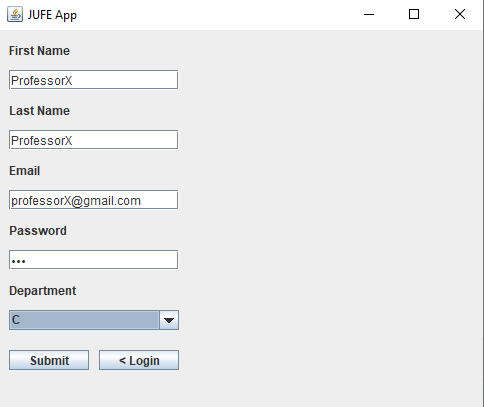 JUFE App
First Name
ProfessorX
Last Name
ProfessorX
Email
professorX@gmail.com
Password
•••
Department
C
Submit
< Login